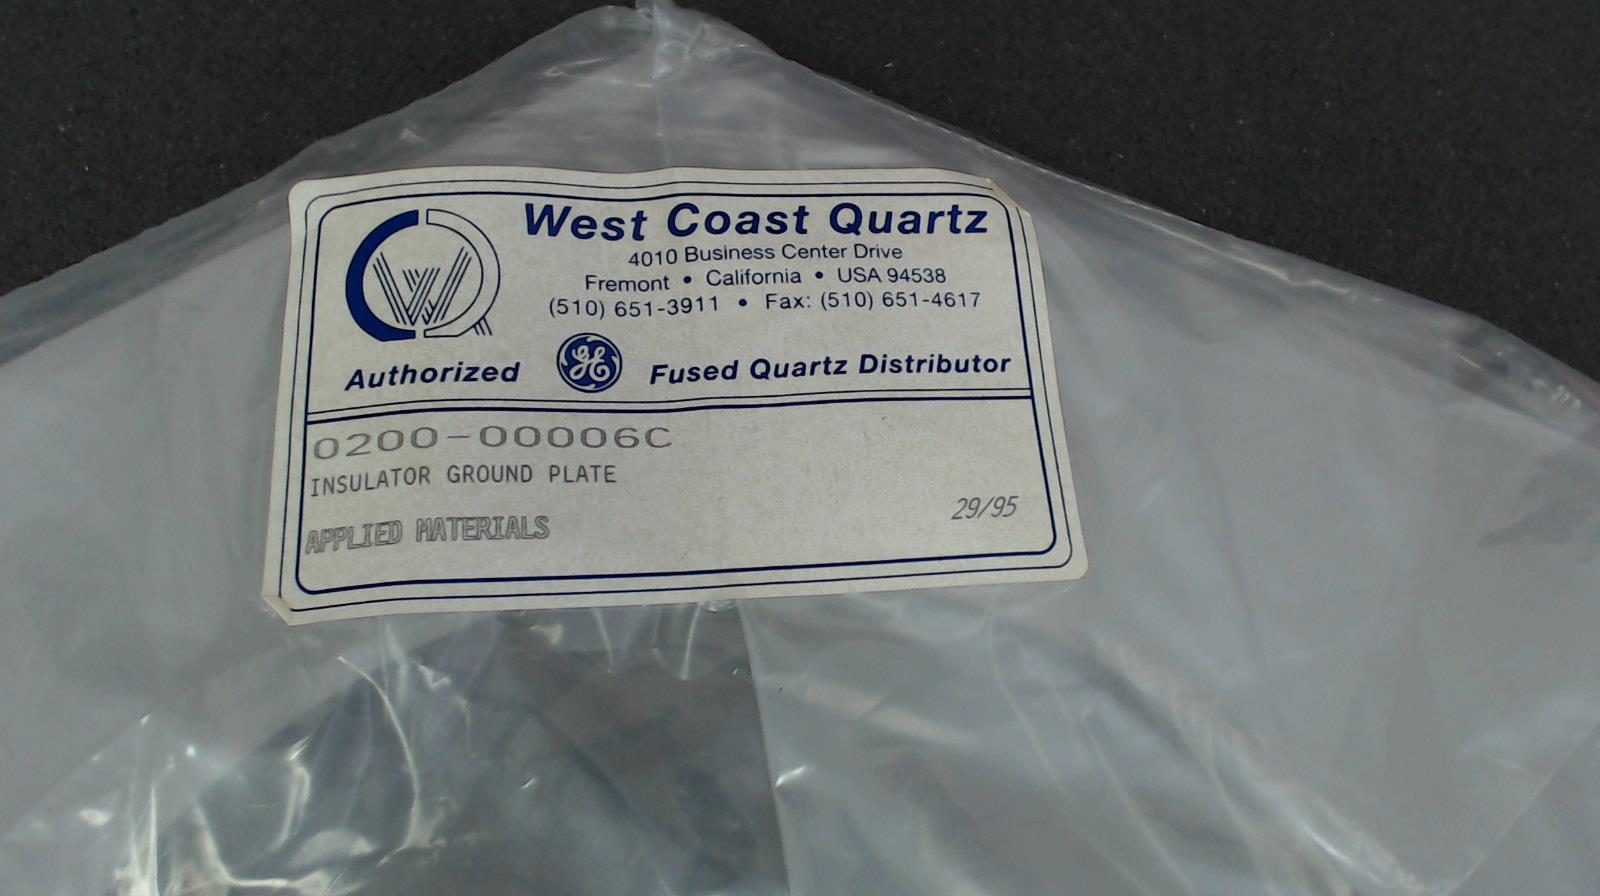 West Coast Quartz
4010 Business Center Drive
Fremont • California • USA 94538
(510) 651-3911 • Fax: (510) 651-4617
Authorized GE Fused Quartz Distributor
0200-00006C
INSULATOR GROUND PLATE
29/95
APPLIED MATERIALS